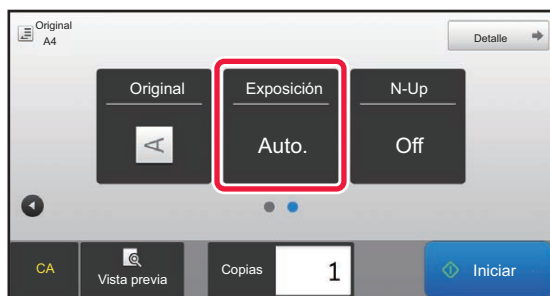 Original
A4
Detalle
Original
Exposición
N-Up
A
Auto.
Off
CA
Vista previa
Copias
1
Iniciar